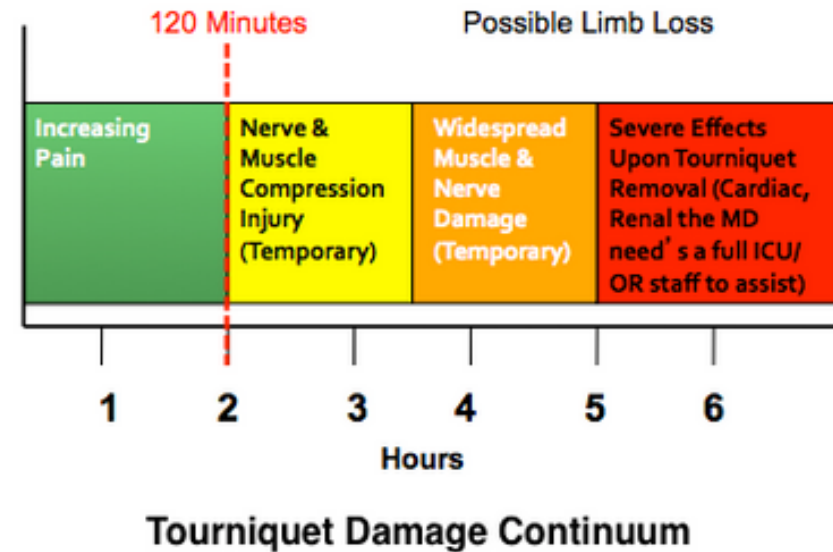 120 Minutes
Possible Limb Loss
Increasing
Pain
Nerve &
Muscle
Compression
Injury
(Temporary)
Widespread
Muscle &
Nerve
Damage
(Temporary)
Severe Effects
Upon Tourniquet
Removal (Cardiac,
Renal the MD
need's a full ICU/
OR staff to assist)
1 2 3 4 5 6
Hours
Tourniquet Damage Continuum